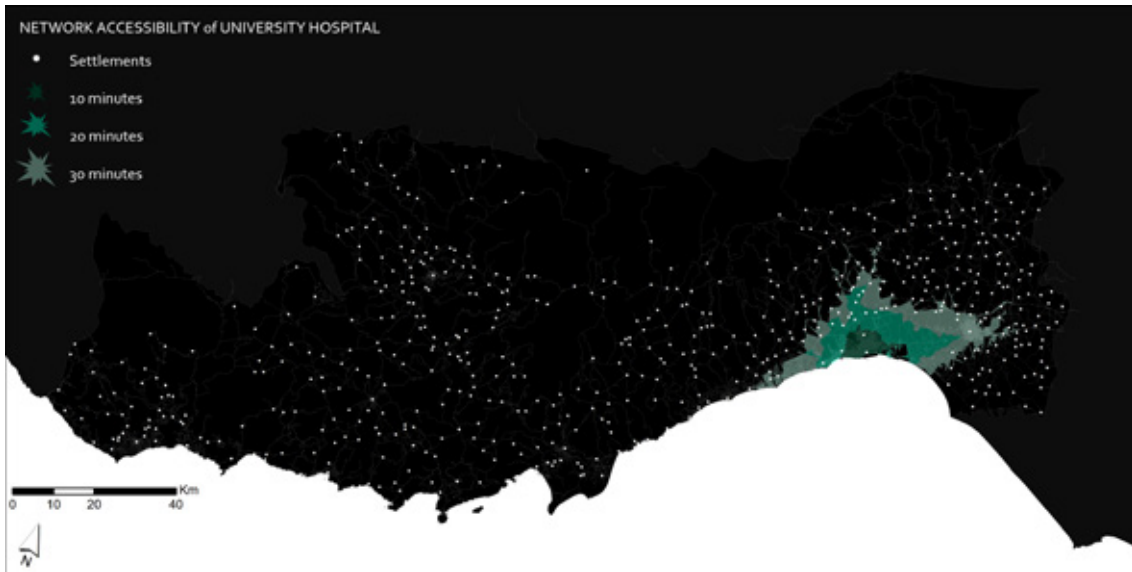 NETWORK ACCESSIBILITY of UNIVERSITY HOSPITAL
Settlements
10 minutes
20 minutes
30 minutes
Km
0 10 20 40
N